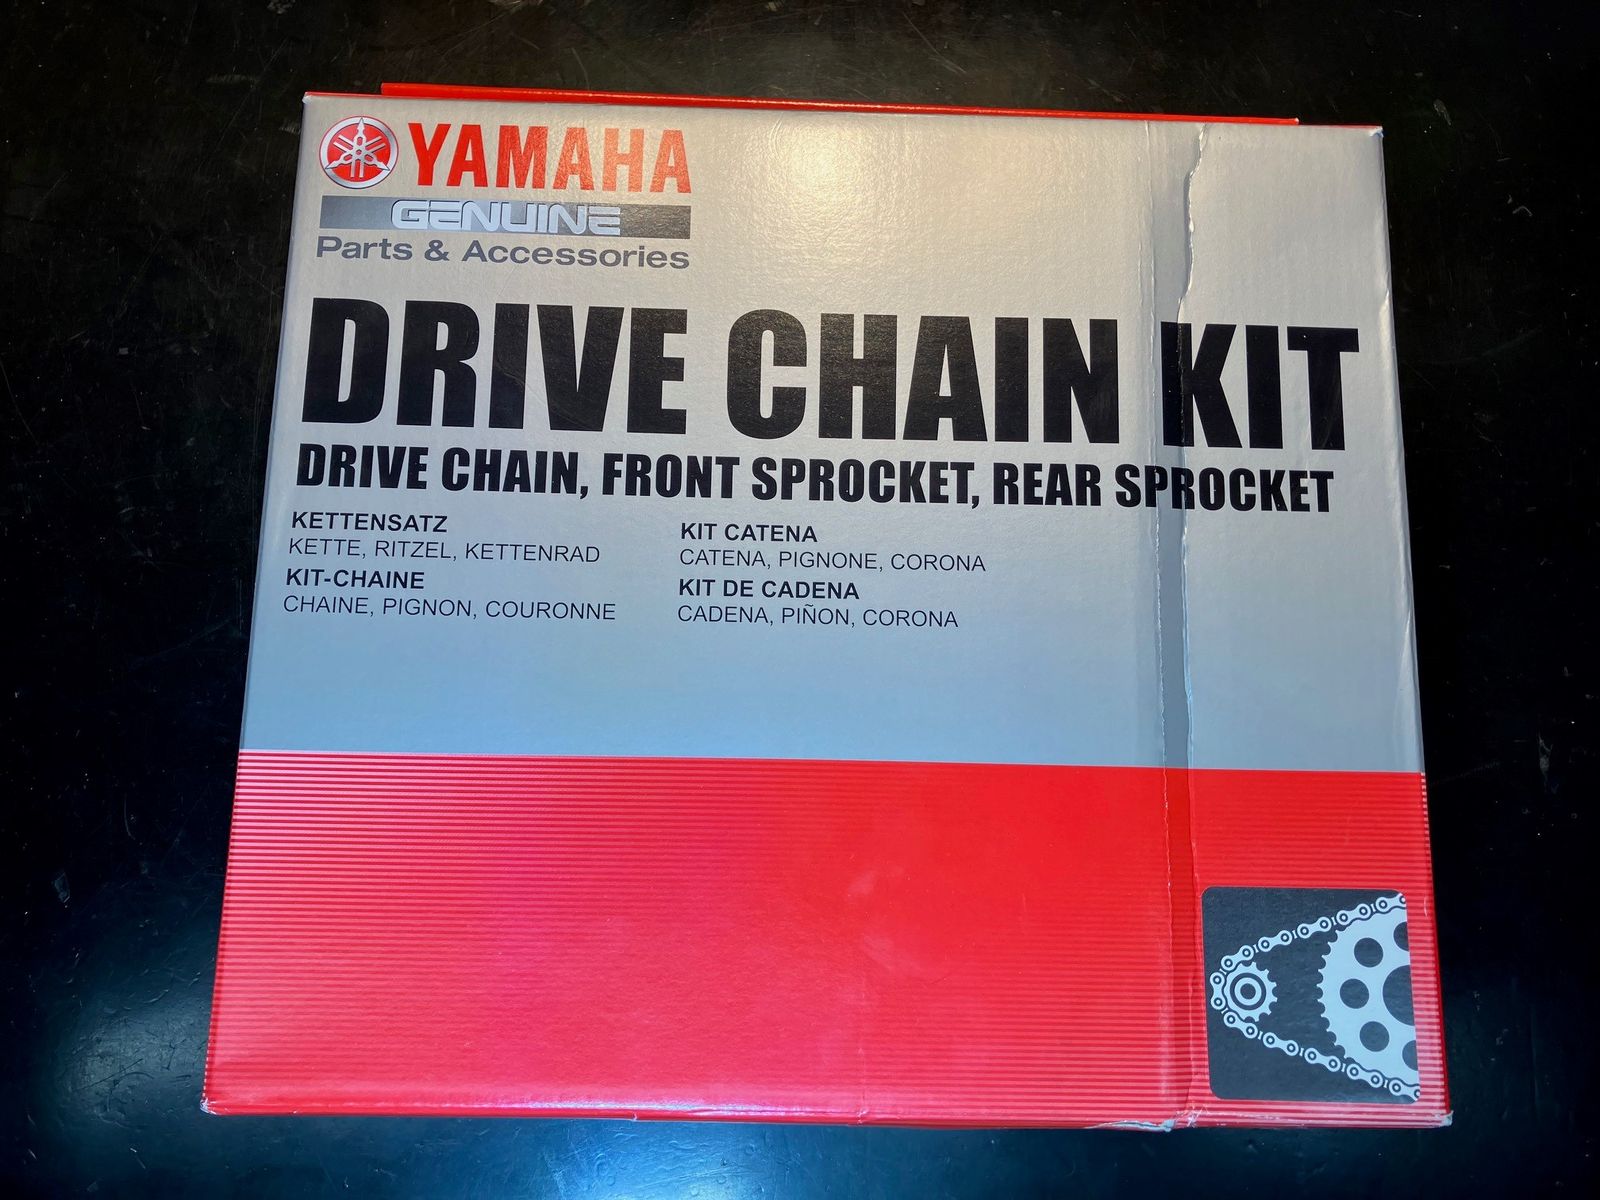 YAMAHA
GENUINE
Parts & Accessories
DRIVE CHAIN KIT
DRIVE CHAIN, FRONT SPROCKET, REAR SPROCKET
KETTENSATZ
KETTE, RITZEL, KETTENRAD
KIT-CHAINE
CHAINE, PIGNON, COURONNE
KIT CATENA
CATENA, PIGNONE, CORONA
KIT DE CADENA
CADENA, PIÑON, CORONA